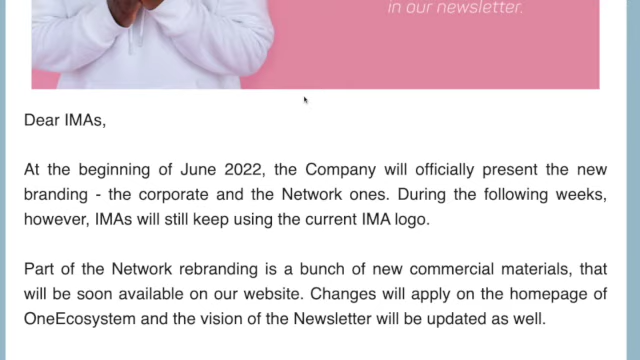 in our newsletter.
Dear IMAs,
At the beginning of June 2022, the Company will officially present the new
branding - the corporate and the Network ones. During the following weeks,
however, IMAs will still keep using the current IMA logo.
Part of the Network rebranding is a bunch of new commercial materials, that
will be soon available on our website. Changes will apply on the homepage of
OneEcosystem and the vision of the Newsletter will be updated as well.